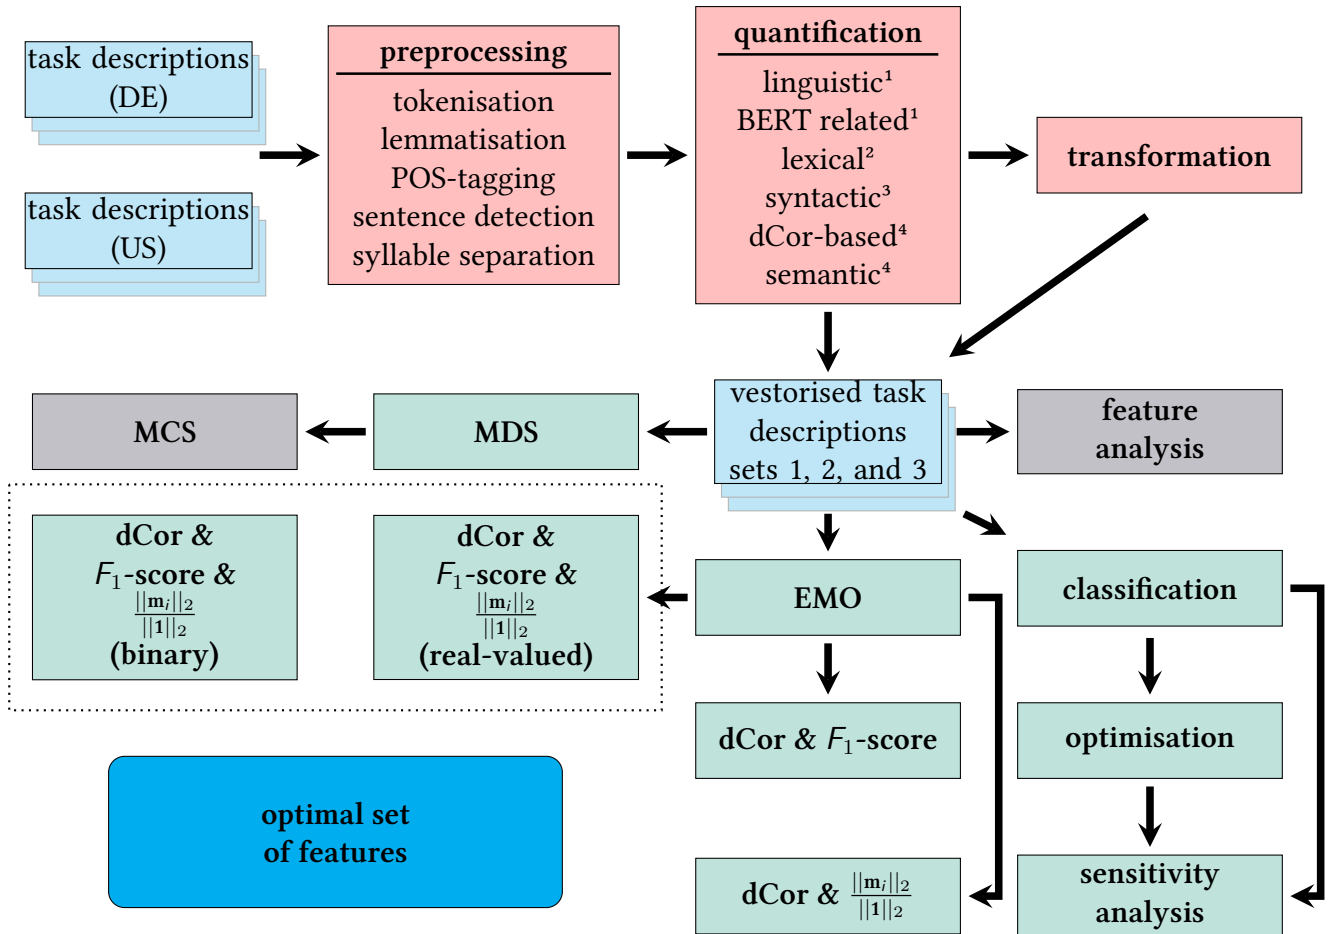 task descriptions
(DE)
task descriptions
(US)
preprocessing
tokenisation
lemmatisation
POS-tagging
sentence detection
syllable separation
quantification
linguistic¹
BERT related¹
lexical²
syntactic³
dCor-based⁴
semantic⁴
transformation
MCS
MDS
vestorised task
descriptions
sets 1, 2, and 3
feature
analysis
dCor &
F₁-score &
||m_i||₂
||1||₂
(binary)
dCor &
F₁-score &
||m_i||₂
||1||₂
(real-valued)
EMO
classification
dCor & F₁-score
optimisation
optimal set
of features
dCor & ||m_i||₂ / ||1||₂
sensitivity
analysis